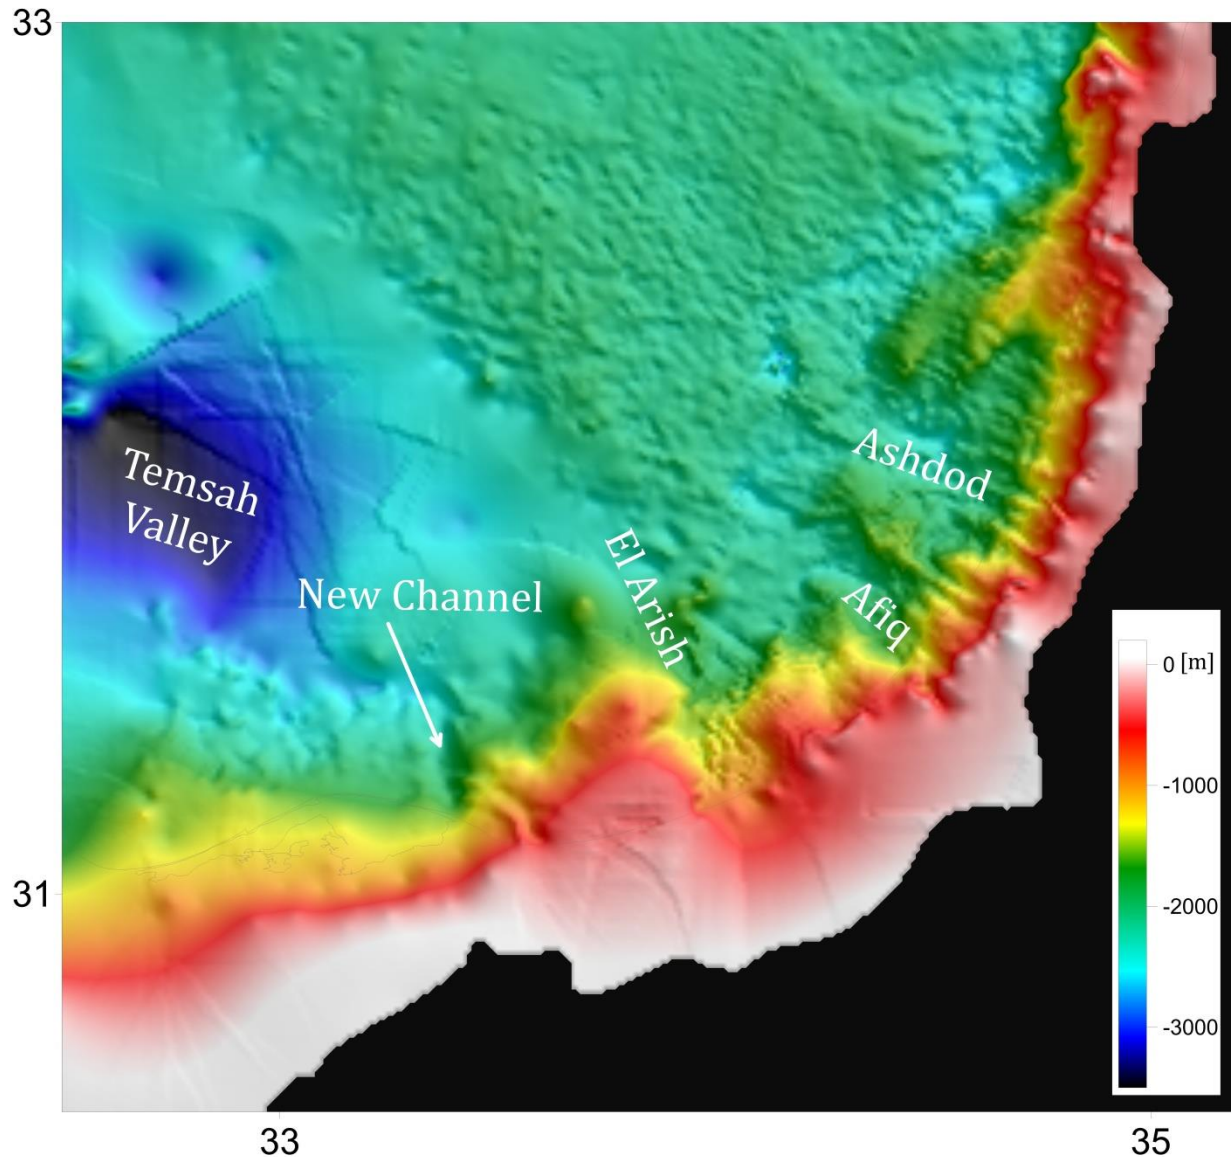 33
Ashdod
Temsah
Valley
El Arish
New Channel
Afiq
0 [m]
-1000
-2000
-3000
31
33
35